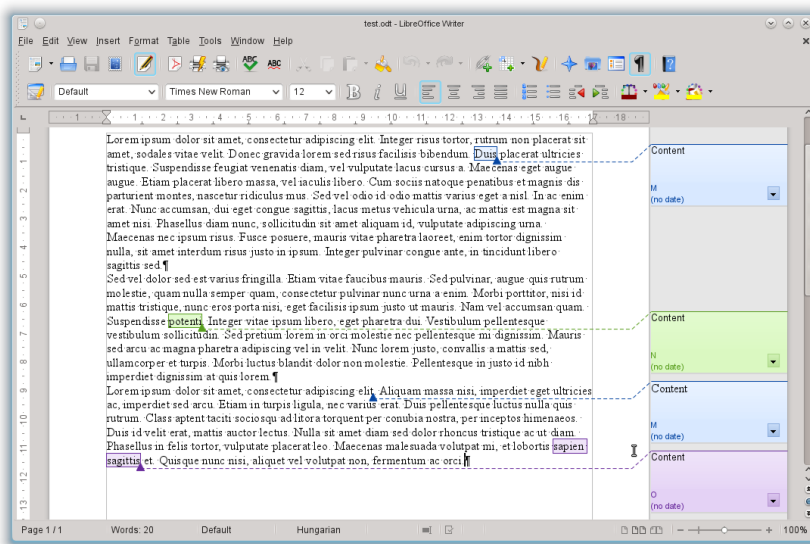 test.odt - LibreOffice Writer
File Edit View Insert Format Table Tools Window Help
Default Times New Roman 12
1 1 2 3 4 5 6 7 8 9 10 11 12 13 14 15 16 17 18
Lorem ipsum dolor sit amet, consectetur adipiscing elit. Integer risus tortor, rutrum non placerat sit
amet, sodales vitae velit. Donec gravida lorem sed risus facilisis bibendum. Duis placerat ultricies
tristique. Suspendisse feugiat venenatis diam, vel vulputate lacus cursus a. Maecenas eget augue
augue. Etiam placerat libero massa, vel iaculis libero. Cum sociis natoque penatibus et magnis dis
parturient montes, nascetur ridiculus mus. Sed vel odio id odio mattis varius eget a nisl. In ac enim
erat. Nunc accumsan, dui eget congue sagittis, lacus metus vehicula urna, ac mattis est magna sit
amet nisi. Phasellus diam nunc, sollicitudin sit amet aliquam id, vulputate adipiscing urna.
Maecenas nec ipsum risus. Fusce posuere, mauris vitae pharetra laoreet, enim tortor dignissim
nulla, sit amet interdum risus justo in ipsum. Integer pulvinar congue ante, in tincidunt libero
sagittis sed.¶
Sed vel dolor sed est varius fringilla. Etiam vitae faucibus mauris. Sed pulvinar, augue quis rutrum
molestie, quam nulla semper quam, consectetur pulvinar nunc urna a enim. Morbi porttitor, nisi id
mattis tristique, nunc eros porta nisi, eget facilisis ipsum justo ut mauris. Nam vel accumsan quam.
Suspendisse potenti. Integer vitae ipsum libero, eget pharetra dui. Vestibulum pellentesque
vestibulum sollicitudin. Sed pretium lorem in orci molestie nec pellentesque mi dignissim. Mauris
sed arcu ac magna pharetra adipiscing vel in velit. Nunc lorem justo, convallis a mattis sed,
ullamcorper et turpis. Morbi luctus blandit dolor non molestie. Pellentesque in justo id nibh
imperdiet dignissim at quis lorem.¶
Lorem ipsum dolor sit amet, consectetur adipiscing elit. Aliquam massa nisi, imperdiet eget ultricies
ac, imperdiet sed arcu. Etiam in turpis ligula, nec varius erat. Duis pellentesque luctus nulla quis
rutrum. Class aptent taciti sociosqu ad litora torquent per conubia nostra, per inceptos himenaeos.
Duis id velit erat, mattis auctor lectus. Nulla sit amet diam sed dolor rhoncus tristique ac ut diam.
Phasellus in felis tortor, vulputate placerat leo. Maecenas malesuada volutpat mi, et lobortis sapien
sagittis et. Quisque nunc nisi, aliquet vel volutpat non, fermentum ac orci.¶
Content
M
(no date)
Content
N
(no date)
Content
M
(no date)
Content
O
(no date)
Page 1 / 1 Words: 20 Default Hungarian 100%